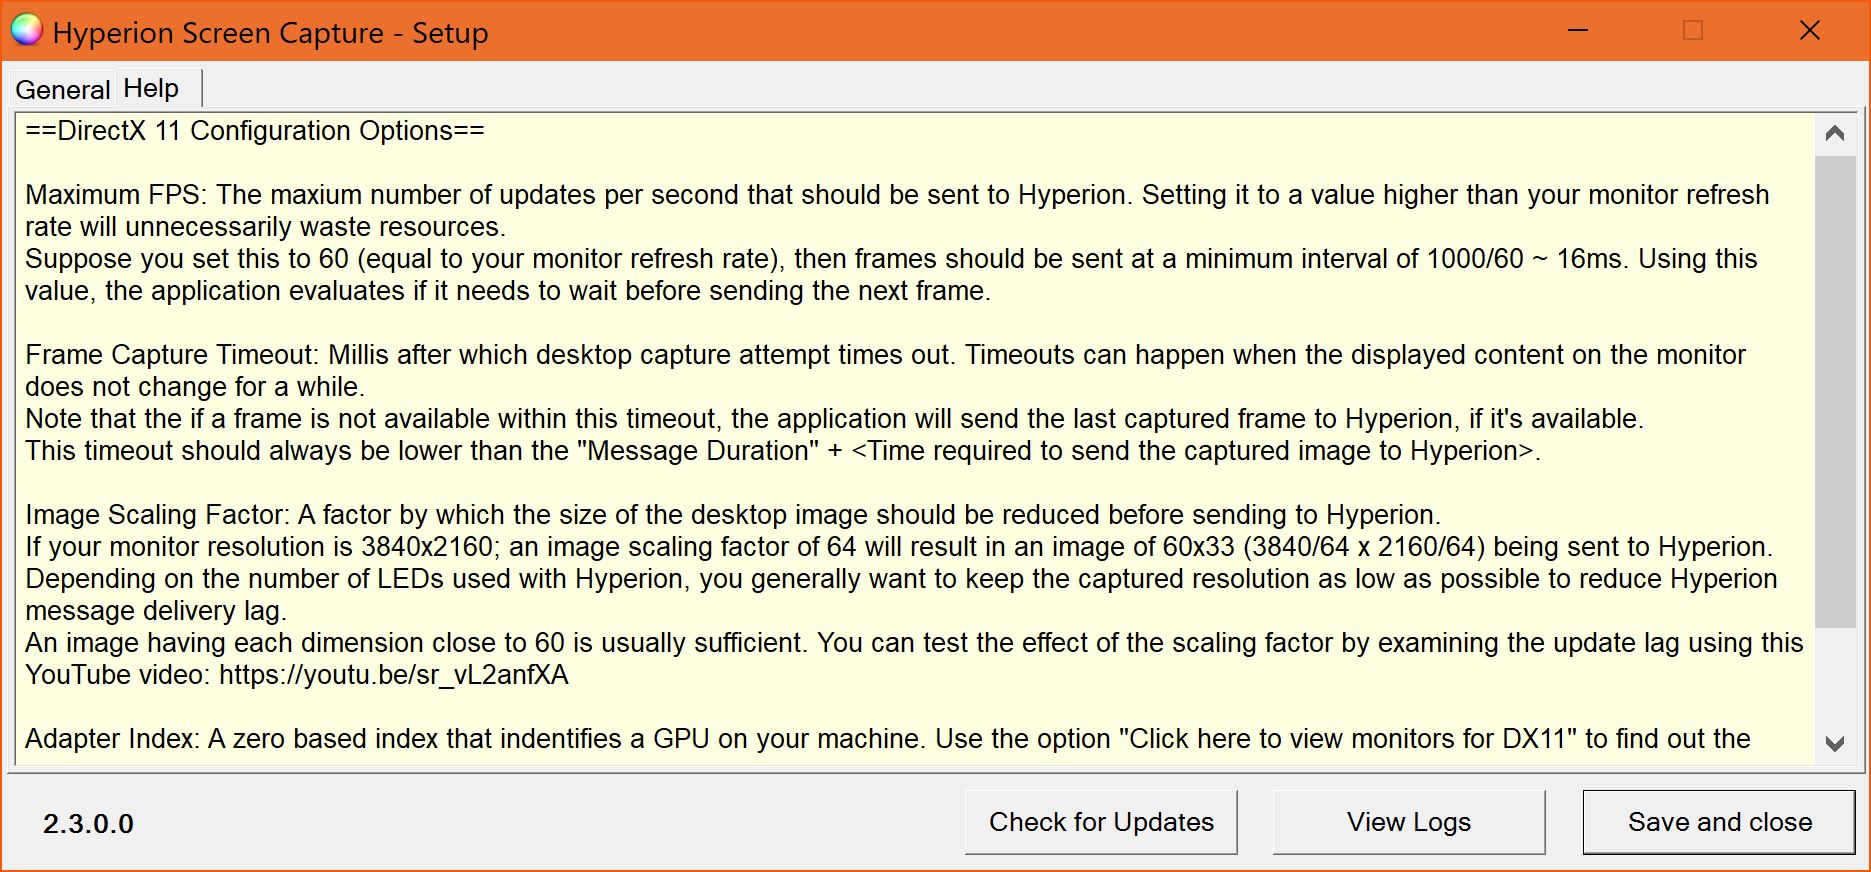 Hyperion Screen Capture - Setup
General Help
==DirectX 11 Configuration Options==
Maximum FPS: The maxium number of updates per second that should be sent to Hyperion. Setting it to a value higher than your monitor refresh
rate will unnecessarily waste resources.
Suppose you set this to 60 (equal to your monitor refresh rate), then frames should be sent at a minimum interval of 1000/60 ~ 16ms. Using this
value, the application evaluates if it needs to wait before sending the next frame.
Frame Capture Timeout: Millis after which desktop capture attempt times out. Timeouts can happen when the displayed content on the monitor
does not change for a while.
Note that the if a frame is not available within this timeout, the application will send the last captured frame to Hyperion, if it's available.
This timeout should always be lower than the "Message Duration" + <Time required to send the captured image to Hyperion>.
Image Scaling Factor: A factor by which the size of the desktop image should be reduced before sending to Hyperion.
If your monitor resolution is 3840x2160; an image scaling factor of 64 will result in an image of 60x33 (3840/64 x 2160/64) being sent to Hyperion.
Depending on the number of LEDs used with Hyperion, you generally want to keep the captured resolution as low as possible to reduce Hyperion
message delivery lag.
An image having each dimension close to 60 is usually sufficient. You can test the effect of the scaling factor by examining the update lag using this
YouTube video: https://youtu.be/sr_vL2anfXA
Adapter Index: A zero based index that indentifies a GPU on your machine. Use the option "Click here to view monitors for DX11" to find out the
2.3.0.0
Check for Updates
View Logs
Save and close